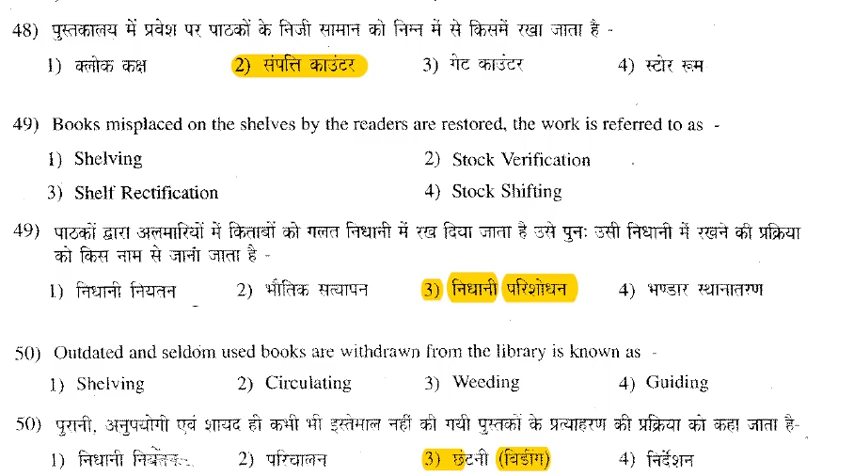 48) पुस्तकालय में प्रवेश पर पाठकों के निजी सामान को निम्न में से किसमें रखा जाता है -
1) क्लोक कक्ष 2) संपत्ति काउंटर 3) गेट काउंटर 4) स्टोर रूम
49) Books misplaced on the shelves by the readers are restored, the work is referred to as -
1) Shelving 2) Stock Verification
3) Shelf Rectification 4) Stock Shifting
49) पाठकों द्वारा अलमारियों में किताबों को गलत निधानी में रख दिया जाता है उसे पुनः उसी निधानी में रखने की प्रक्रिया
को किस नाम से जाना जाता है -
1) निधानी नियतन 2) भौतिक सत्यापन 3) निधानी परिशोधन 4) भण्डार स्थानातरण
50) Outdated and seldom used books are withdrawn from the library is known as -
1) Shelving 2) Circulating 3) Weeding 4) Guiding
50) पुरानी, अनुपयोगी एवं शायद ही कभी भी इस्तेमाल नहीं की गयी पुस्तकों के प्रत्याहरण की प्रक्रिया को कहा जाता है-
1) निधानी 2) परिचालन 3) छंटनी (विडींग) 4) निर्देशन